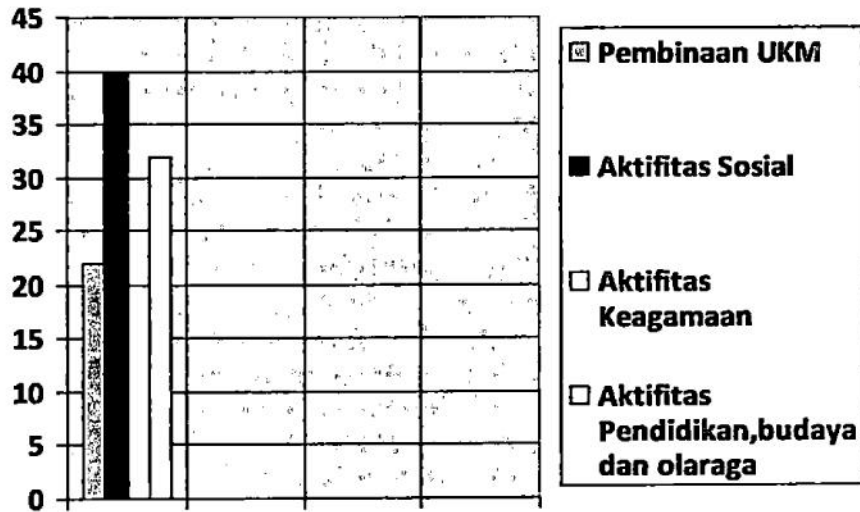 45
40
35
30
25
20
15
10
5
0
Pembinaan UKM
Aktifitas Sosial
Aktifitas
Keagamaan
Aktifitas
Pendidikan,budaya
dan olaraga